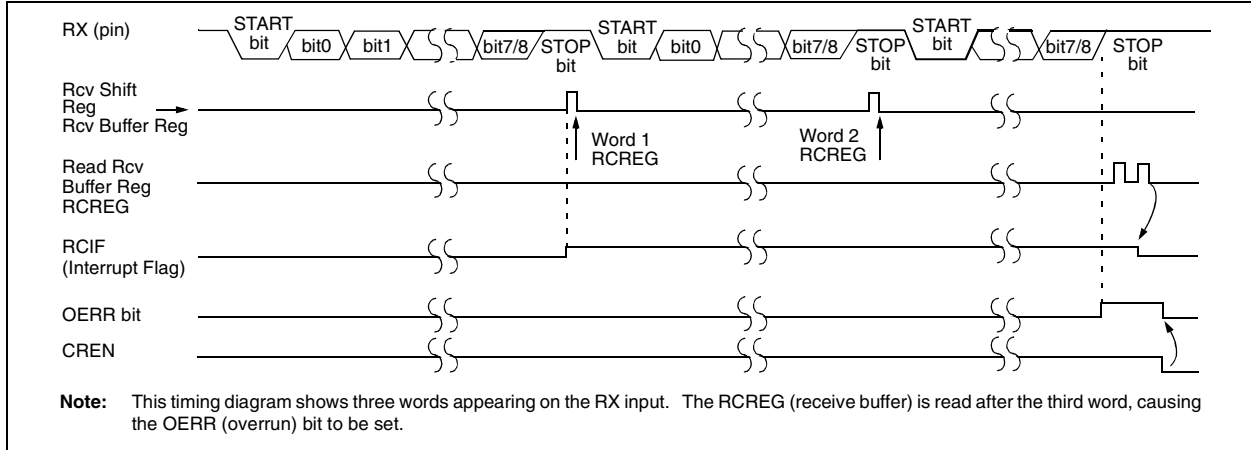 RX (pin)
START
bit
bit0
bit1
bit7/8
STOP
bit
START
bit
bit0
bit7/8
STOP
bit
START
bit
bit7/8
STOP
bit
Rcv Shift
Reg
Rcv Buffer Reg
Word 1
RCREG
Word 2
RCREG
Read Rcv
Buffer Reg
RCREG
RCIF
(Interrupt Flag)
OERR bit
CREN
Note: This timing diagram shows three words appearing on the RX input. The RCREG (receive buffer) is read after the third word, causing
the OERR (overrun) bit to be set.